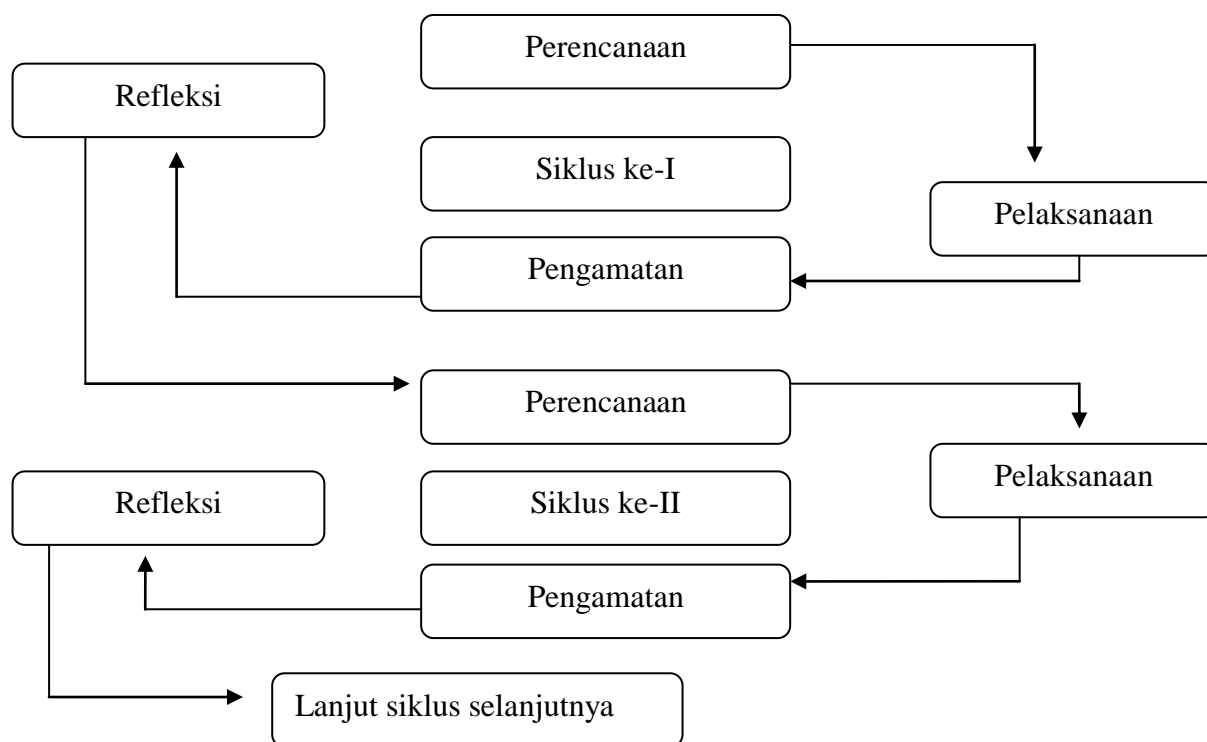 Perencanaan
Refleksi
Siklus ke-I
Pelaksanaan
Pengamatan
Perencanaan
Pelaksanaan
Refleksi
Siklus ke-II
Pengamatan
Lanjut siklus selanjutnya